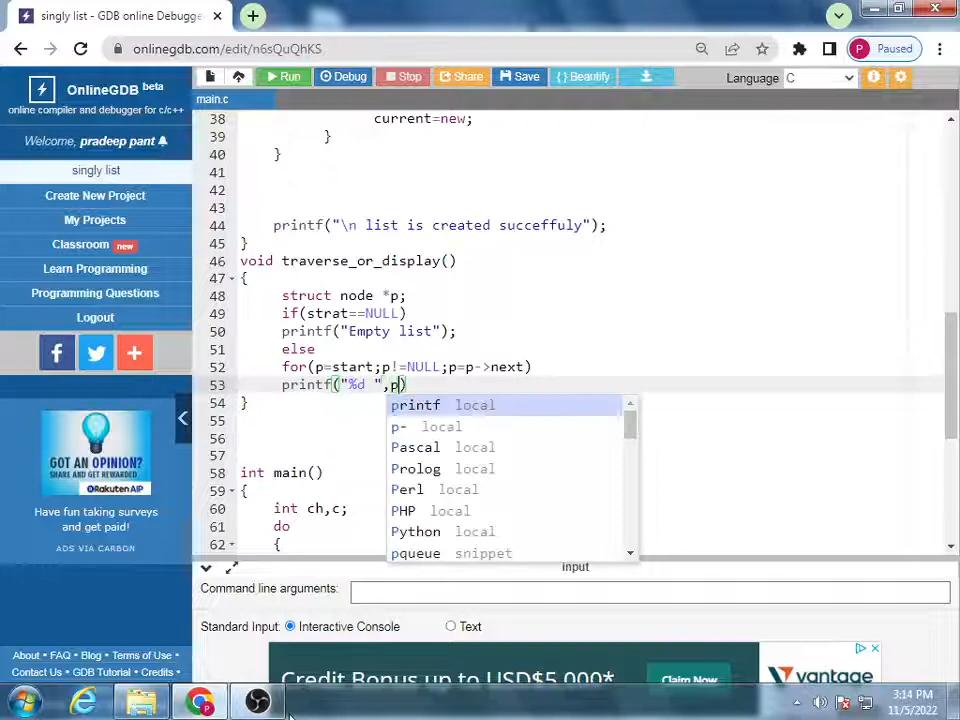 singly list - GDB online Debugge
onlinegdb.com/edit/n6sQuQhKS
P Paused
OnlineGDB beta
online compiler and debugger for c/c++
Welcome, pradeep pant
singly list
Create New Project
My Projects
Classroom new
Learn Programming
Programming Questions
Logout
GOT AN OPINION?
SHARE AND GET REWARDED.
Rakuten AIP
Have fun taking surveys
and get paid!
ADS VIA CARBON
About • FAQ • Blog • Terms of Use •
Contact Us • GDB Tutorial • Credits •
Run Debug Stop Share Save { } Beautify
Language C
main.c
38 current=new;
39 }
40 }
41
42
43
44 printf("\n list is created succeffuly");
45 }
46 void traverse_or_display()
47 {
48 struct node *p;
49 if(strat==NULL)
50 printf("Empty list");
51 else
52 for(p=start;p!=NULL;p=p->next)
53 printf("%d ",p)
54 }
55
56
57
58 int main()
59 {
60 int ch,c;
61 do
62 {
printf local
p- local
Pascal local
Prolog local
Perl local
PHP local
Python local
pqueue snippet
input
Command line arguments:
Standard Input: Interactive Console Text
Credit Bonus up to USD$5,000*
Claim Now
vantage
3:14 PM
11/5/2022